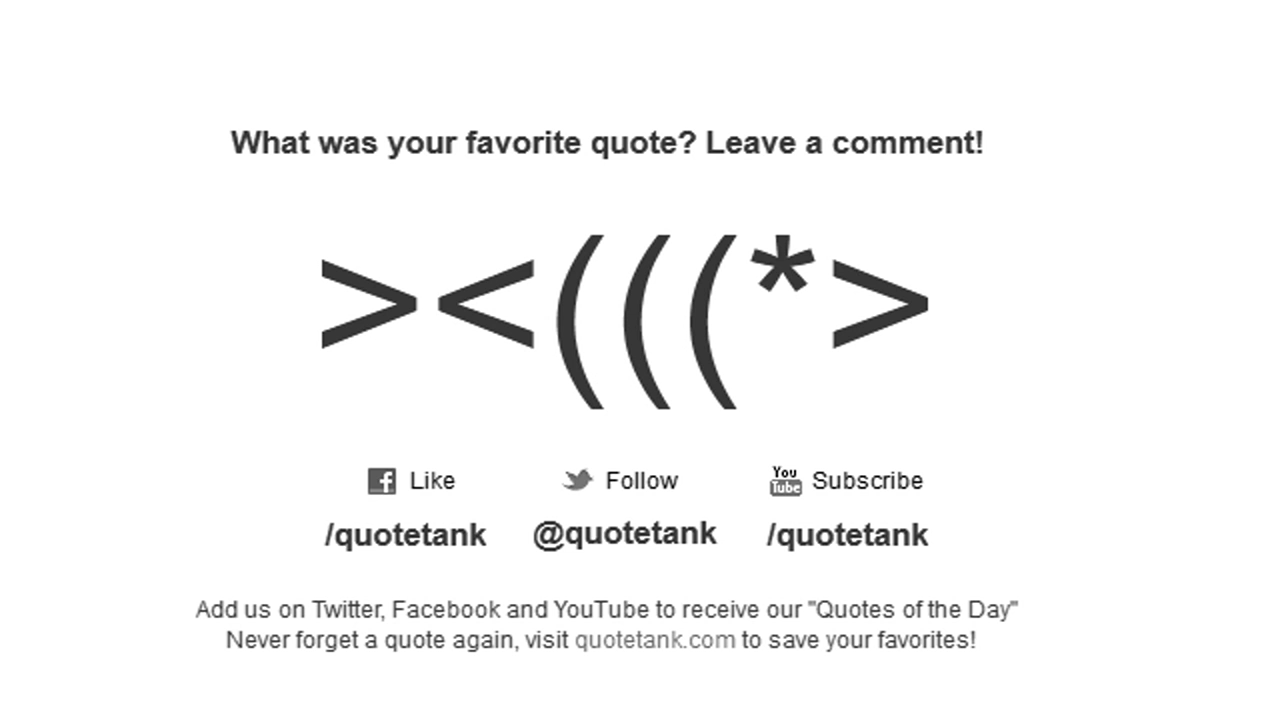 What was your favorite quote? Leave a comment!
><(((*>
Like Follow You Tube Subscribe
/quotetank @quotetank /quotetank
Add us on Twitter, Facebook and YouTube to receive our "Quotes of the Day"
Never forget a quote again, visit quotetank.com to save your favorites!